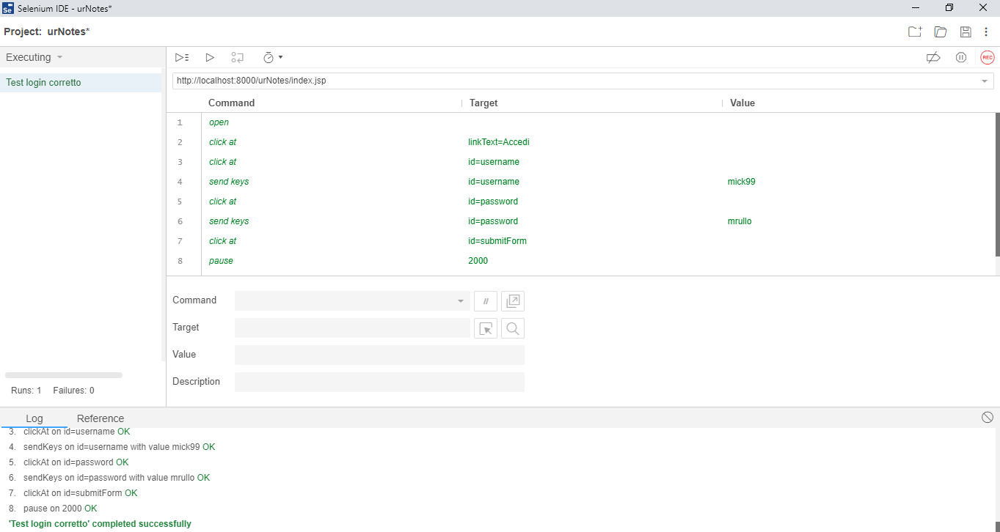 Se Selenium IDE - urNotes*
Project: urNotes*
Executing
REC
Test login corretto
http://localhost:8000/urNotes/index.jsp
Command Target Value
1 open
2 click at linkText=Accedi
3 click at id=username
4 send keys id=username mick99
5 click at id=password
6 send keys id=password mrullo
7 click at id=submitForm
8 pause 2000
Command //
Target
Value
Description
Runs: 1 Failures: 0
Log Reference
3. clickAt on id=username OK
4. sendKeys on id=username with value mick99 OK
5. clickAt on id=password OK
6. sendKeys on id=password with value mrullo OK
7. clickAt on id=submitForm OK
8. pause on 2000 OK
'Test login corretto' completed successfully